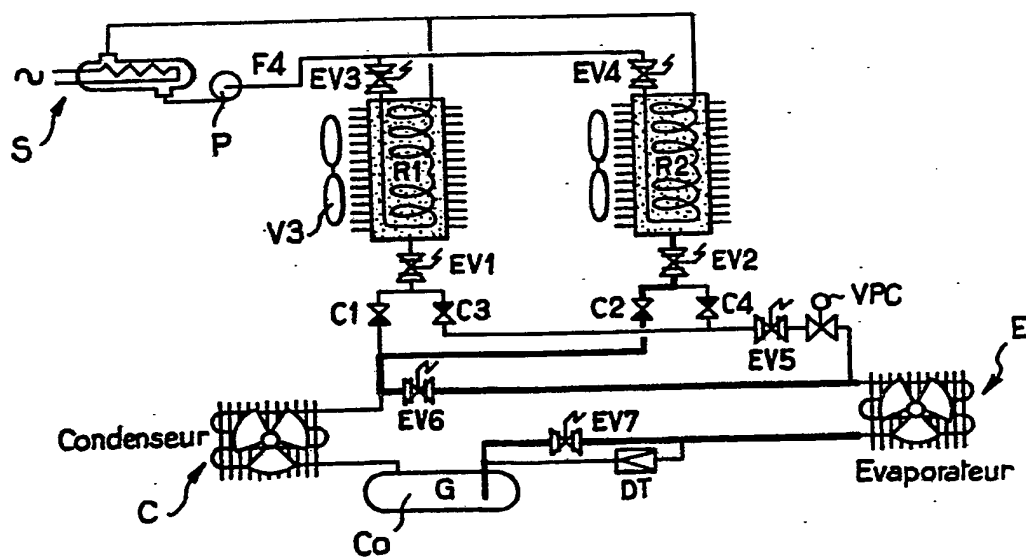 F4
EV3
EV4
S
P
R1
R2
V3
EV1
EV2
VPC
C1
C3
C2
C4
E
EV5
EV6
EV7
Condenseur
Evaporateur
G
DT
C
Co